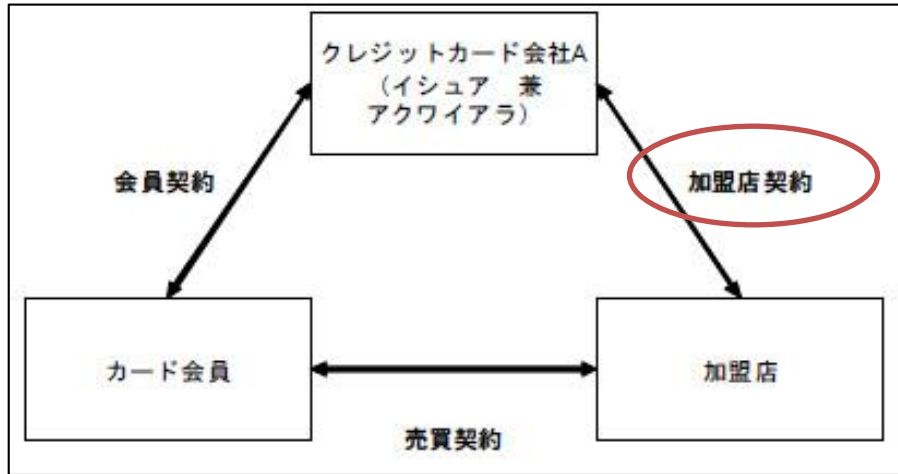 クレジットカード会社A
（イシュア　兼
アクワイアラ）
会員契約
加盟店契約
カード会員
加盟店
売買契約